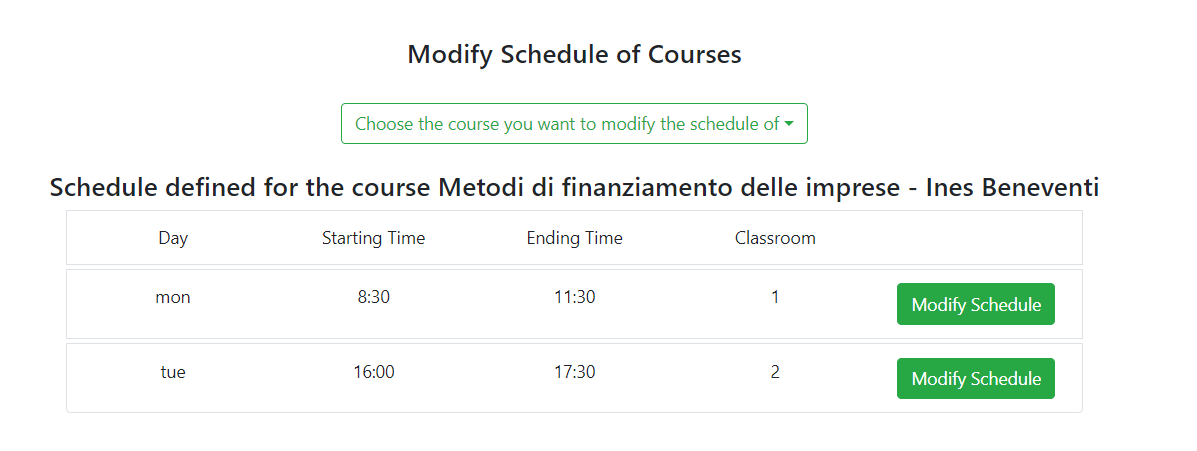 Modify Schedule of Courses
Choose the course you want to modify the schedule of
Schedule defined for the course Metodi di finanziamento delle imprese - Ines Beneventi
Day Starting Time Ending Time Classroom
mon 8:30 11:30 1 Modify Schedule
tue 16:00 17:30 2 Modify Schedule